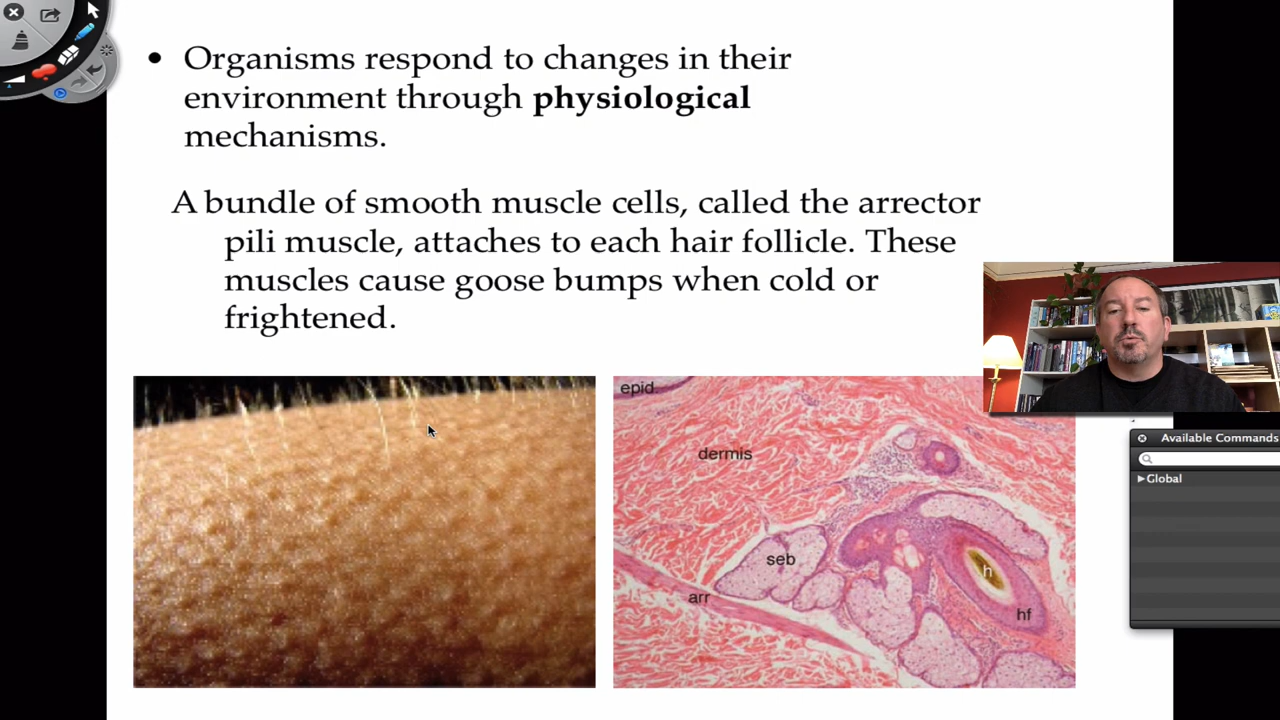 • Organisms respond to changes in their
environment through physiological
mechanisms.
A bundle of smooth muscle cells, called the arrector
pili muscle, attaches to each hair follicle. These
muscles cause goose bumps when cold or
frightened.
epid.
dermis
seb
arr
h
hf
Available Commands
Global